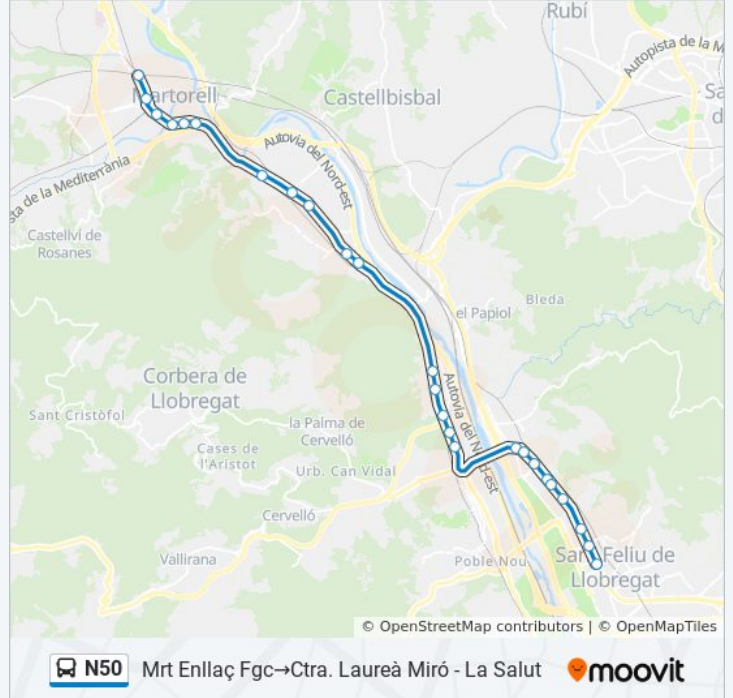 Rubí
Autopista de la M
Sa
d
Martorell
Castellbisbal
Autovia del Nord-est
sta de la Mediterrània
Castellví de
Rosanes
Bleda
el Papiol
Corbera de
Llobregat
Autovia del Nord-est
Sant Cristòfol
la Palma de
Cervelló
Cases de
l'Aristot
Urb. Can Vidal
Cervelló
Vallirana
Poble Nou
Sant Feliu de
Llobregat
© OpenStreetMap contributors | © OpenMapTiles
N50 Mrt Enllaç Fgc→Ctra. Laureà Miró - La Salut moovit